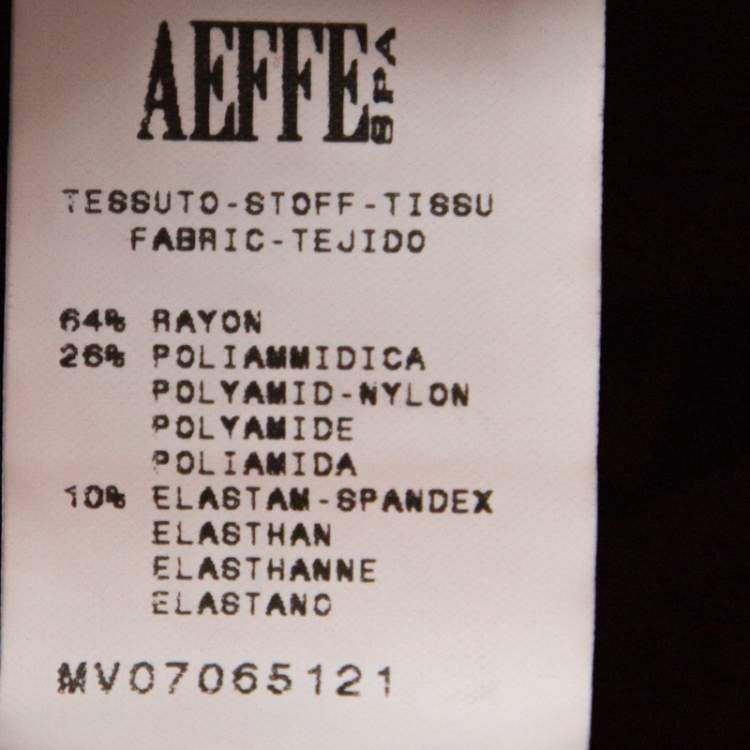 AEFFE SPA
TESSUTO-STOFF-TISSU
FABRIC-TEJIDO
64% RAYON
26% POLIAMMIDICA
POLYAMID-NYLON
POLYAMIDE
POLIAMIDA
10% ELASTAM-SPANDEX
ELASTHAN
ELASTHANNE
ELASTANO
MV07065121